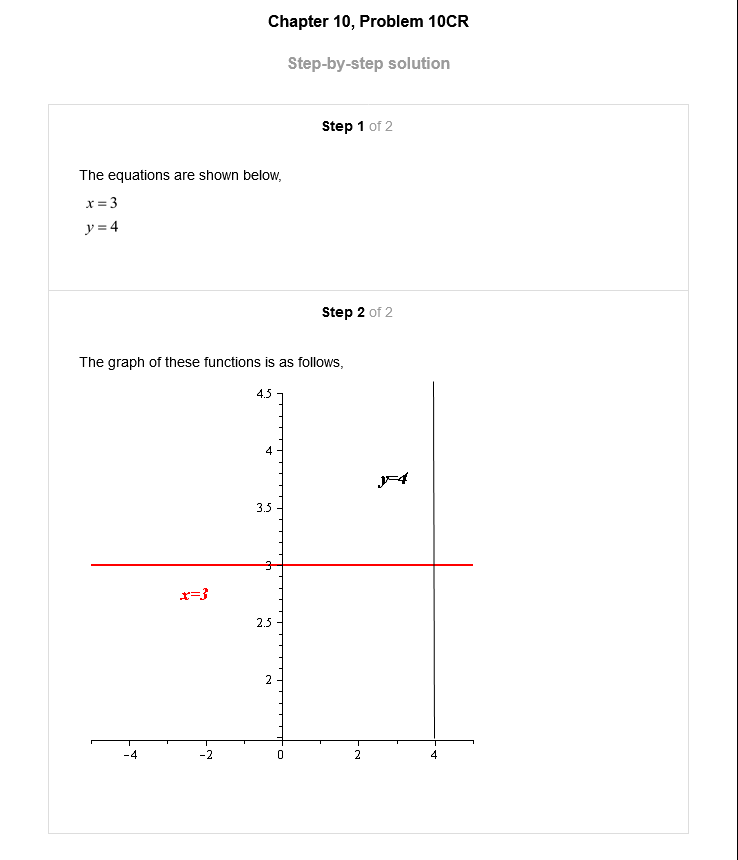 Chapter 10, Problem 10CR
Step-by-step solution
Step 1 of 2
The equations are shown below,
x = 3
y = 4
Step 2 of 2
The graph of these functions is as follows,
4.5
4
y=4
3.5
3
x=3
2.5
2
-4 -2 0 2 4